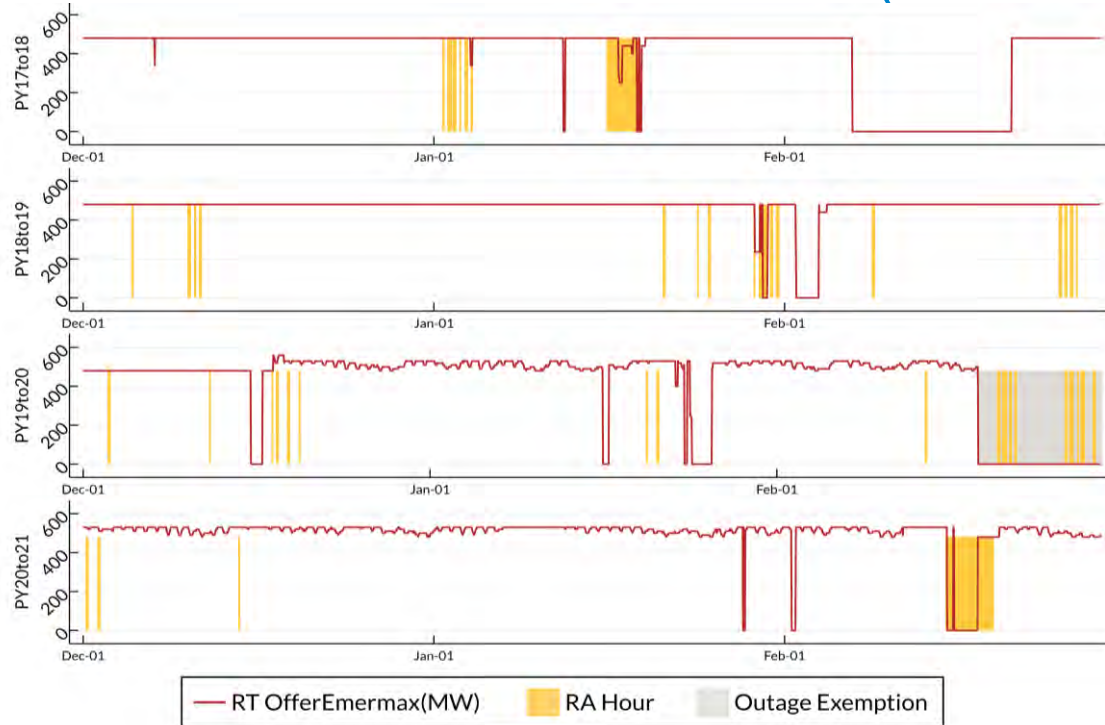 PY17to18
600
400
200
0
Dec-01 Jan-01 Feb-01
PY18to19
600
400
200
0
Dec-01 Jan-01 Feb-01
PY19to20
600
400
200
0
Dec-01 Jan-01 Feb-01
PY20to21
600
400
200
0
Dec-01 Jan-01 Feb-01
RT OfferEmermax(MW) RA Hour Outage Exemption